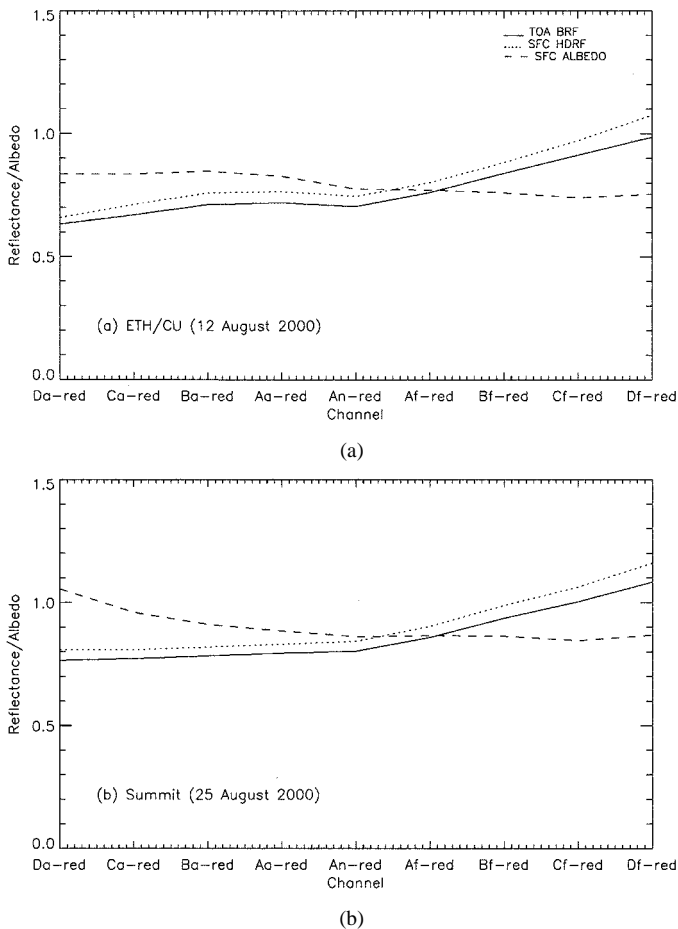 1.5
1.0
0.5
0.0
Reflectance/Albedo
TOA BRF
SFC HDRF
SFC ALBEDO
(a) ETH/CU (12 August 2000)
Da-red Ca-red Ba-red Aa-red An-red Af-red Bf-red Cf-red Df-red
Channel
(a)
1.5
1.0
0.5
0.0
Reflectance/Albedo
(b) Summit (25 August 2000)
Da-red Ca-red Ba-red Aa-red An-red Af-red Bf-red Cf-red Df-red
Channel
(b)